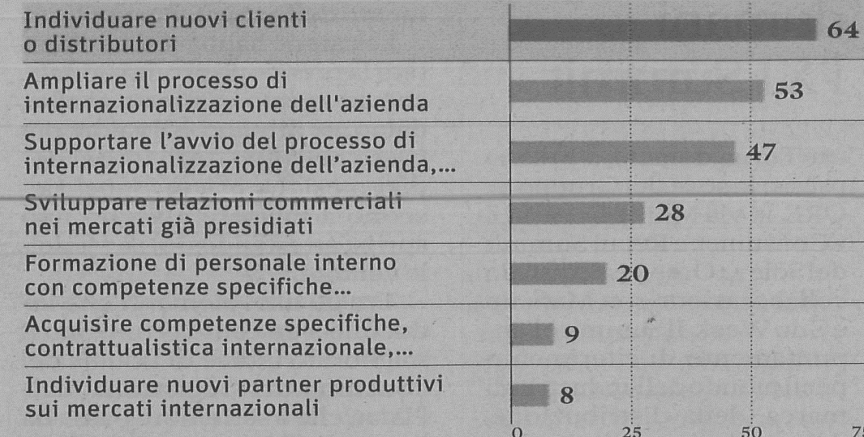 Individuare nuovi clienti
o distributori
64
Ampliare il processo di
internazionalizzazione dell'azienda
53
Supportare l’avvio del processo di
internazionalizzazione dell’azienda,...
47
Sviluppare relazioni commerciali
nei mercati già presidiati
28
Formazione di personale interno
con competenze specifiche...
20
Acquisire competenze specifiche,
contrattualistica internazionale,...
9
Individuare nuovi partner produttivi
sui mercati internazionali
8
0 25 50